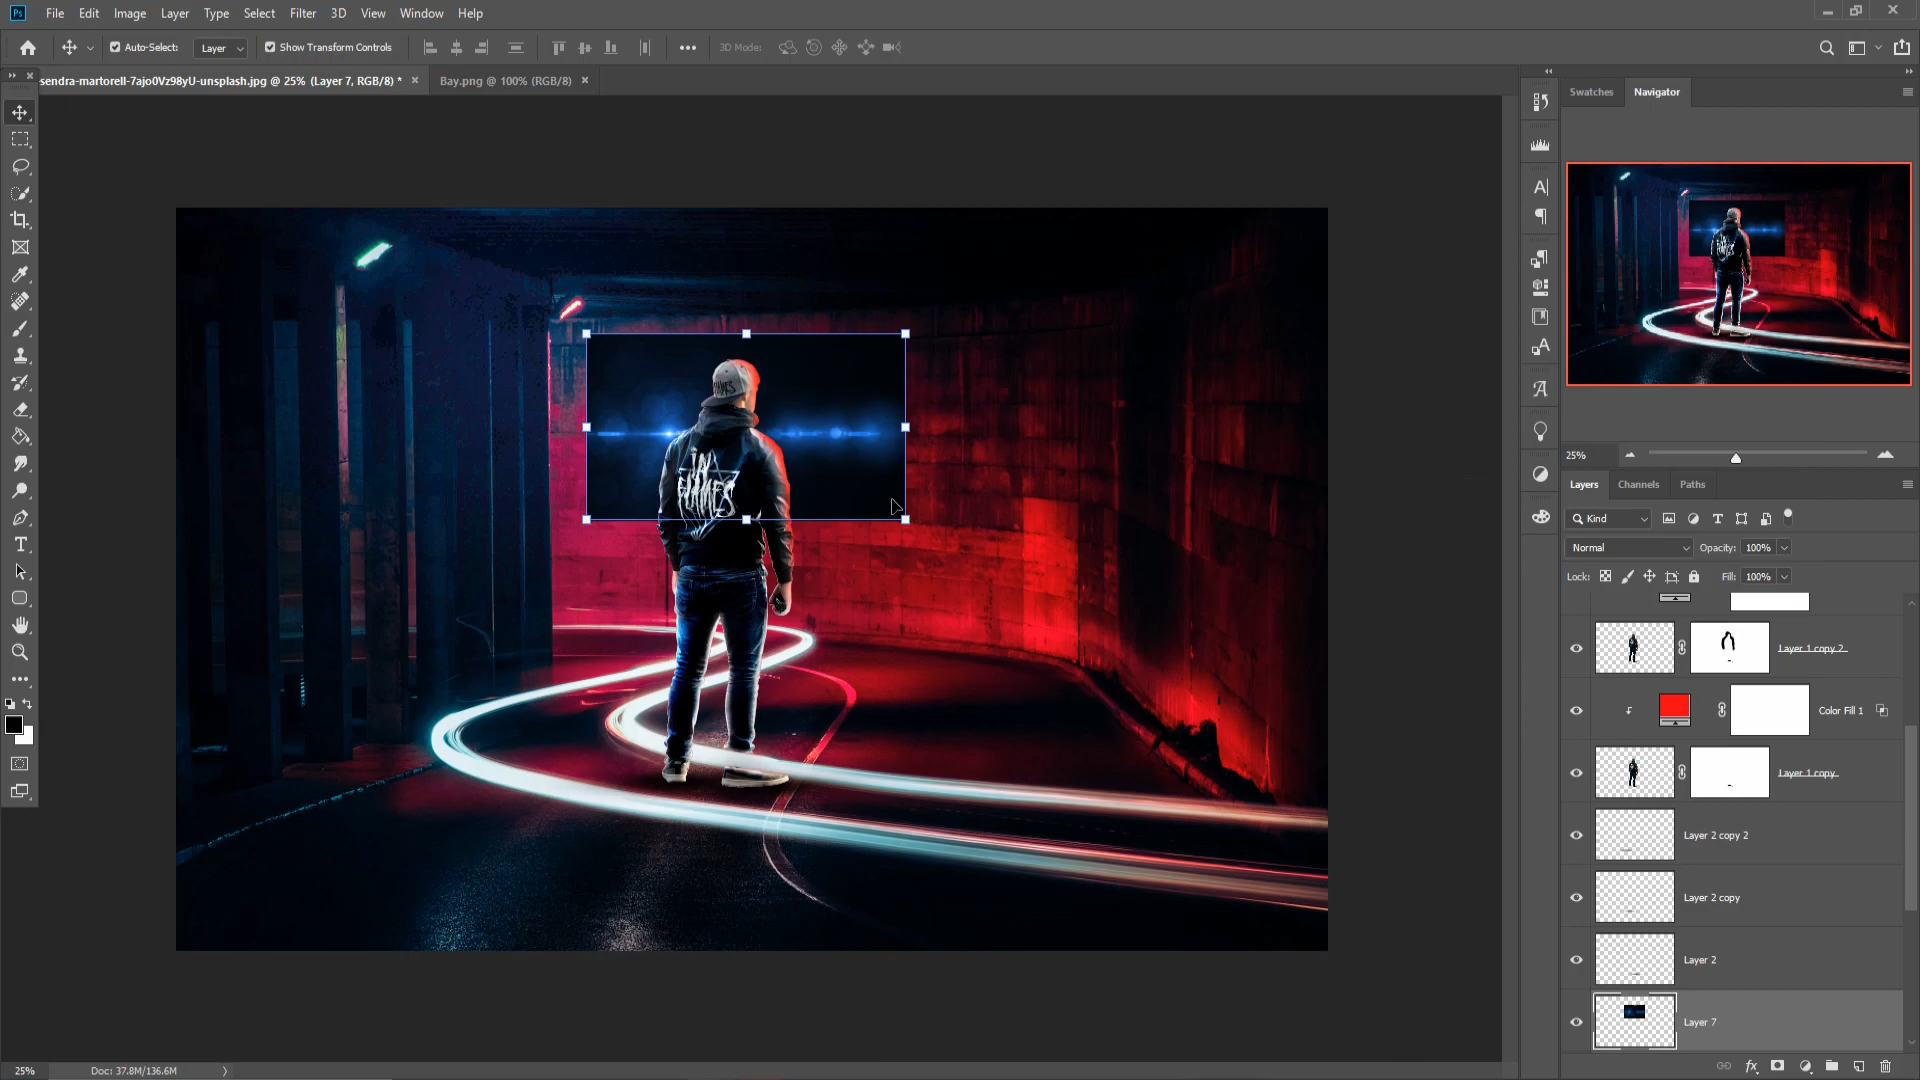 Ps File Edit Image Layer Type Select Filter 3D View Window Help
Auto-Select: Layer Show Transform Controls 3D Mode:
sendra-martorell-7ajo0Vz98yU-unsplash.jpg @ 25% (Layer 7, RGB/8) * Bay.png @ 100% (RGB/8)
Swatches Navigator
IN
FLAMES
25%
Layers Channels Paths
Kind
Normal Opacity: 100%
Lock: Fill: 100%
Layer 1 copy 2
Color Fill 1
Layer 1 copy
Layer 2 copy 2
Layer 2 copy
Layer 2
Layer 7
25% Doc: 37.8M/136.6M